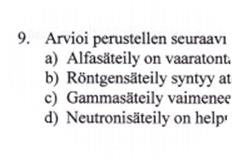 9. Arvioi perustellen seuraavi
a) Alfasäteily on vaaratont
b) Röntgensäteily syntyy at
c) Gammasäteily vaimenee
d) Neutronisäteily on help